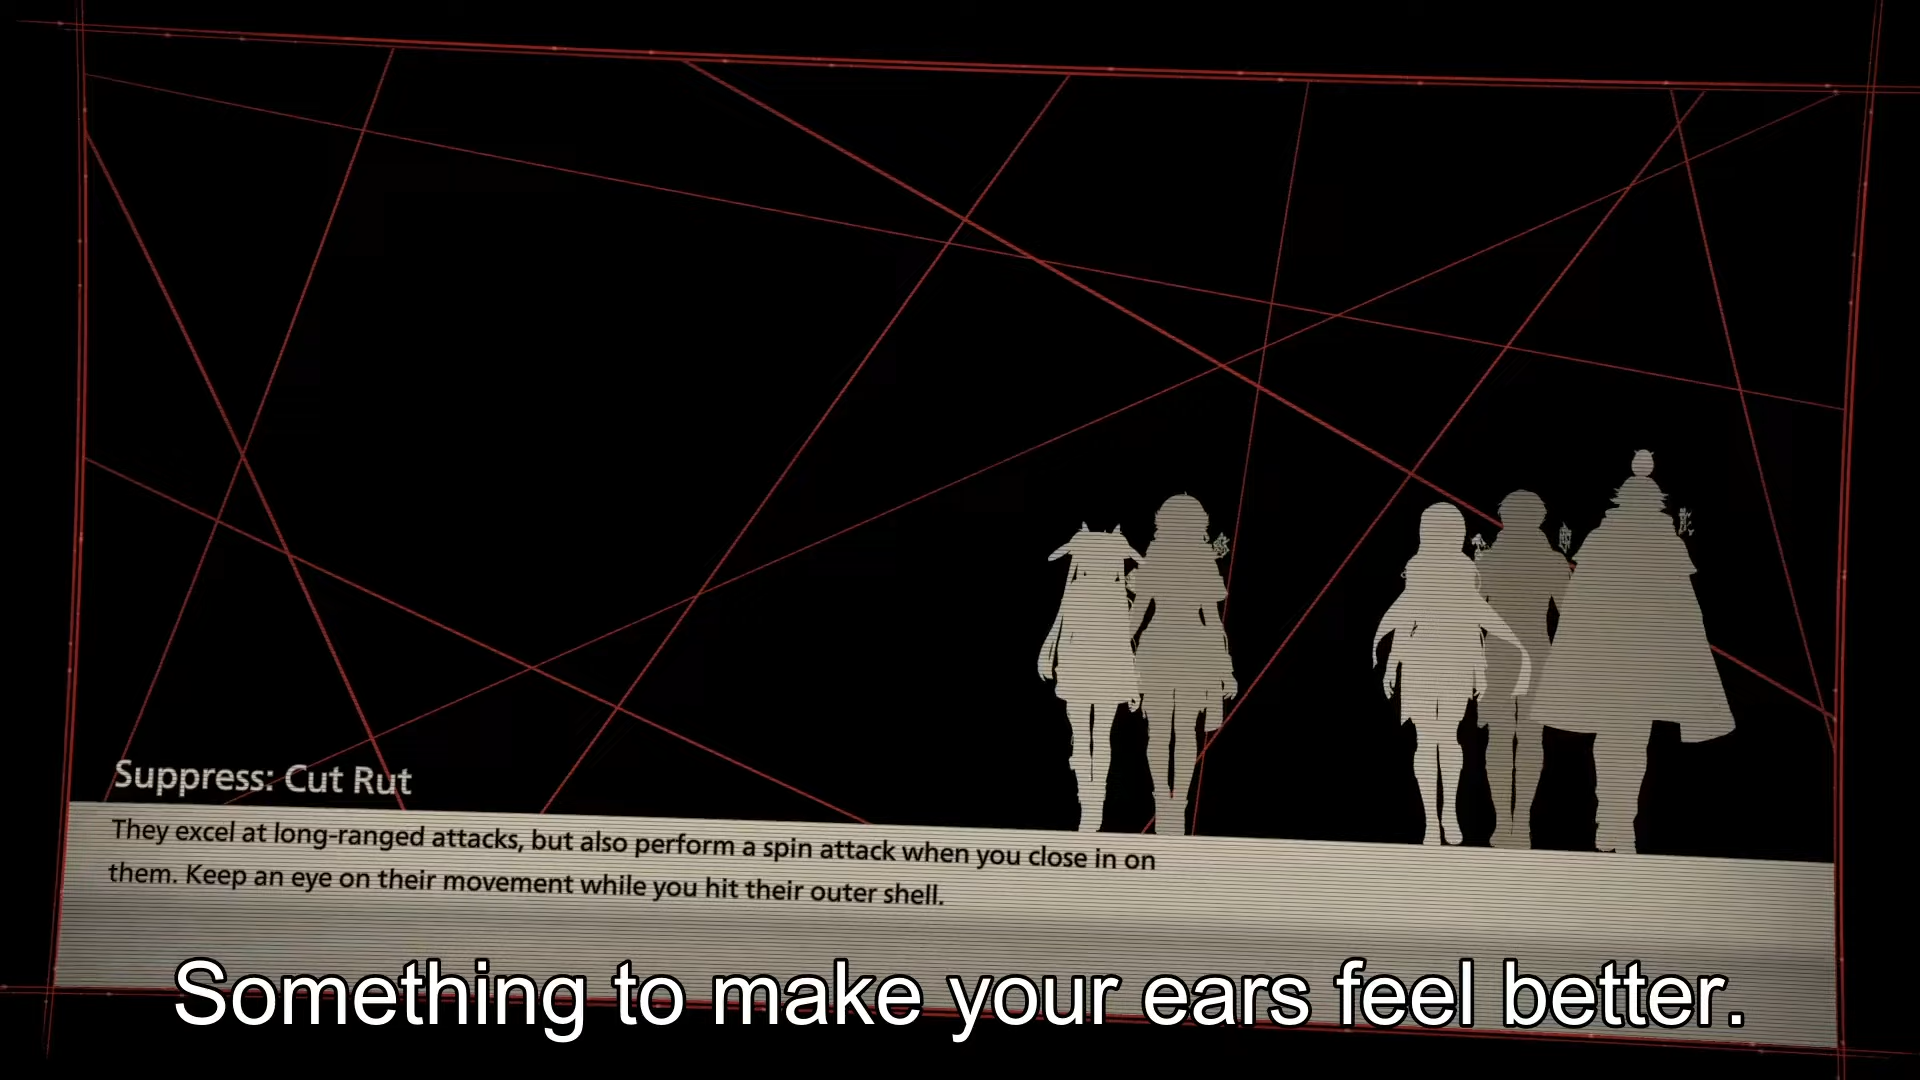 Suppress: Cut Rut
They excel at long-ranged attacks, but also perform a spin attack when you close in on
them. Keep an eye on their movement while you hit their outer shell.
Something to make your ears feel better.